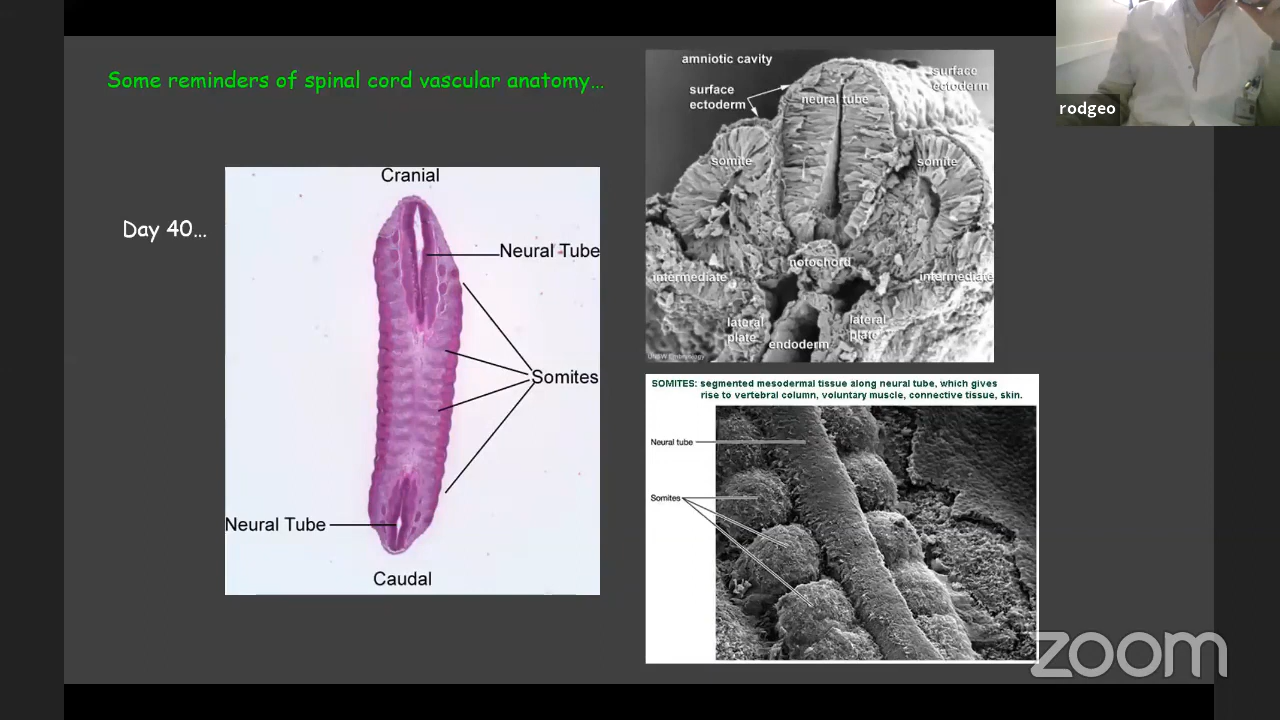 Some reminders of spinal cord vascular anatomy...
Day 40...
Cranial
Neural Tube
Somites
Neural Tube
Caudal
amniotic cavity
surface
ectoderm
surface
ectoderm
neural tube
somite
somite
notochord
intermediate
intermediate
lateral
plate
lateral
plate
endoderm
UNSW Embryology
SOMITES: segmented mesodermal tissue along neural tube, which gives
rise to vertebral column, voluntary muscle, connective tissue, skin.
Neural tube
Somites
rodgeo
zoom